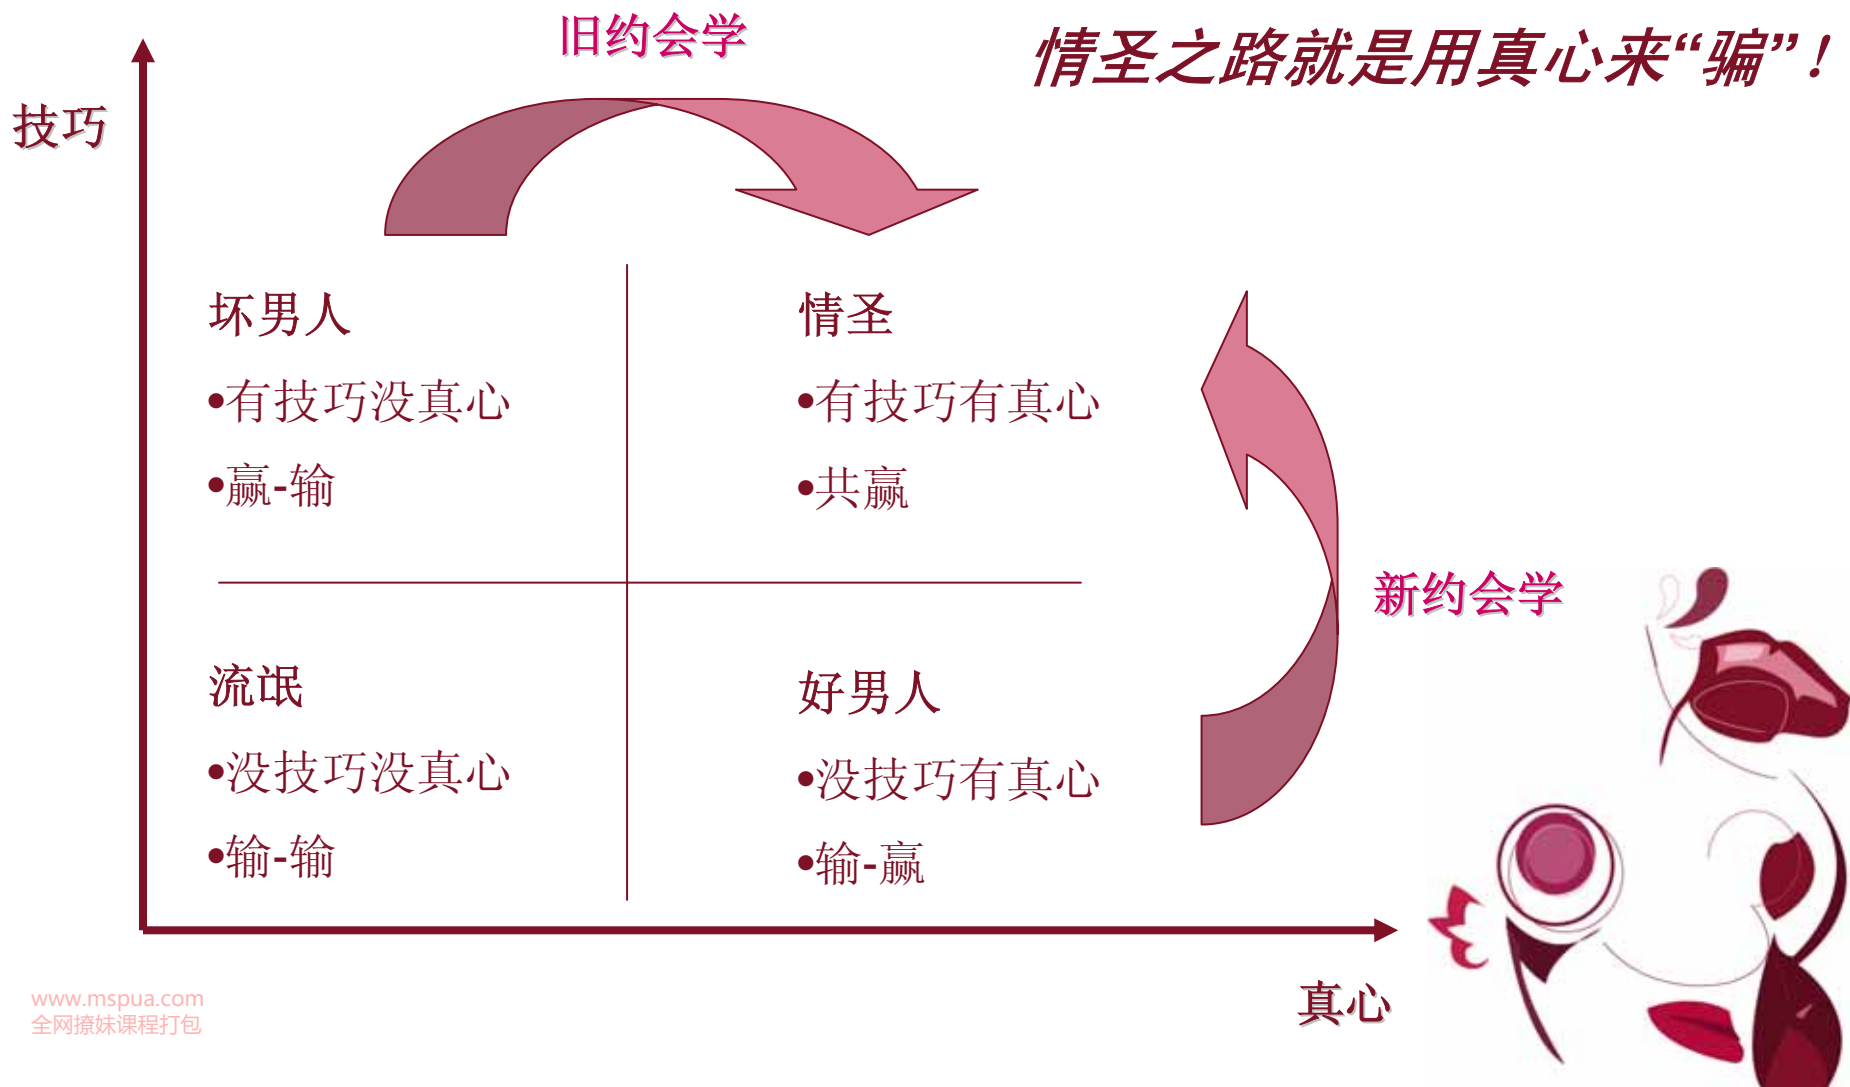 旧约会学
情圣之路就是用真心来“骗”!
技巧
坏男人
•有技巧没真心
•赢-输
情圣
•有技巧有真心
•共赢
新约会学
流氓
•没技巧没真心
•输-输
好男人
•没技巧有真心
•输-赢
真心
www.mspua.com
全网撩妹课程打包